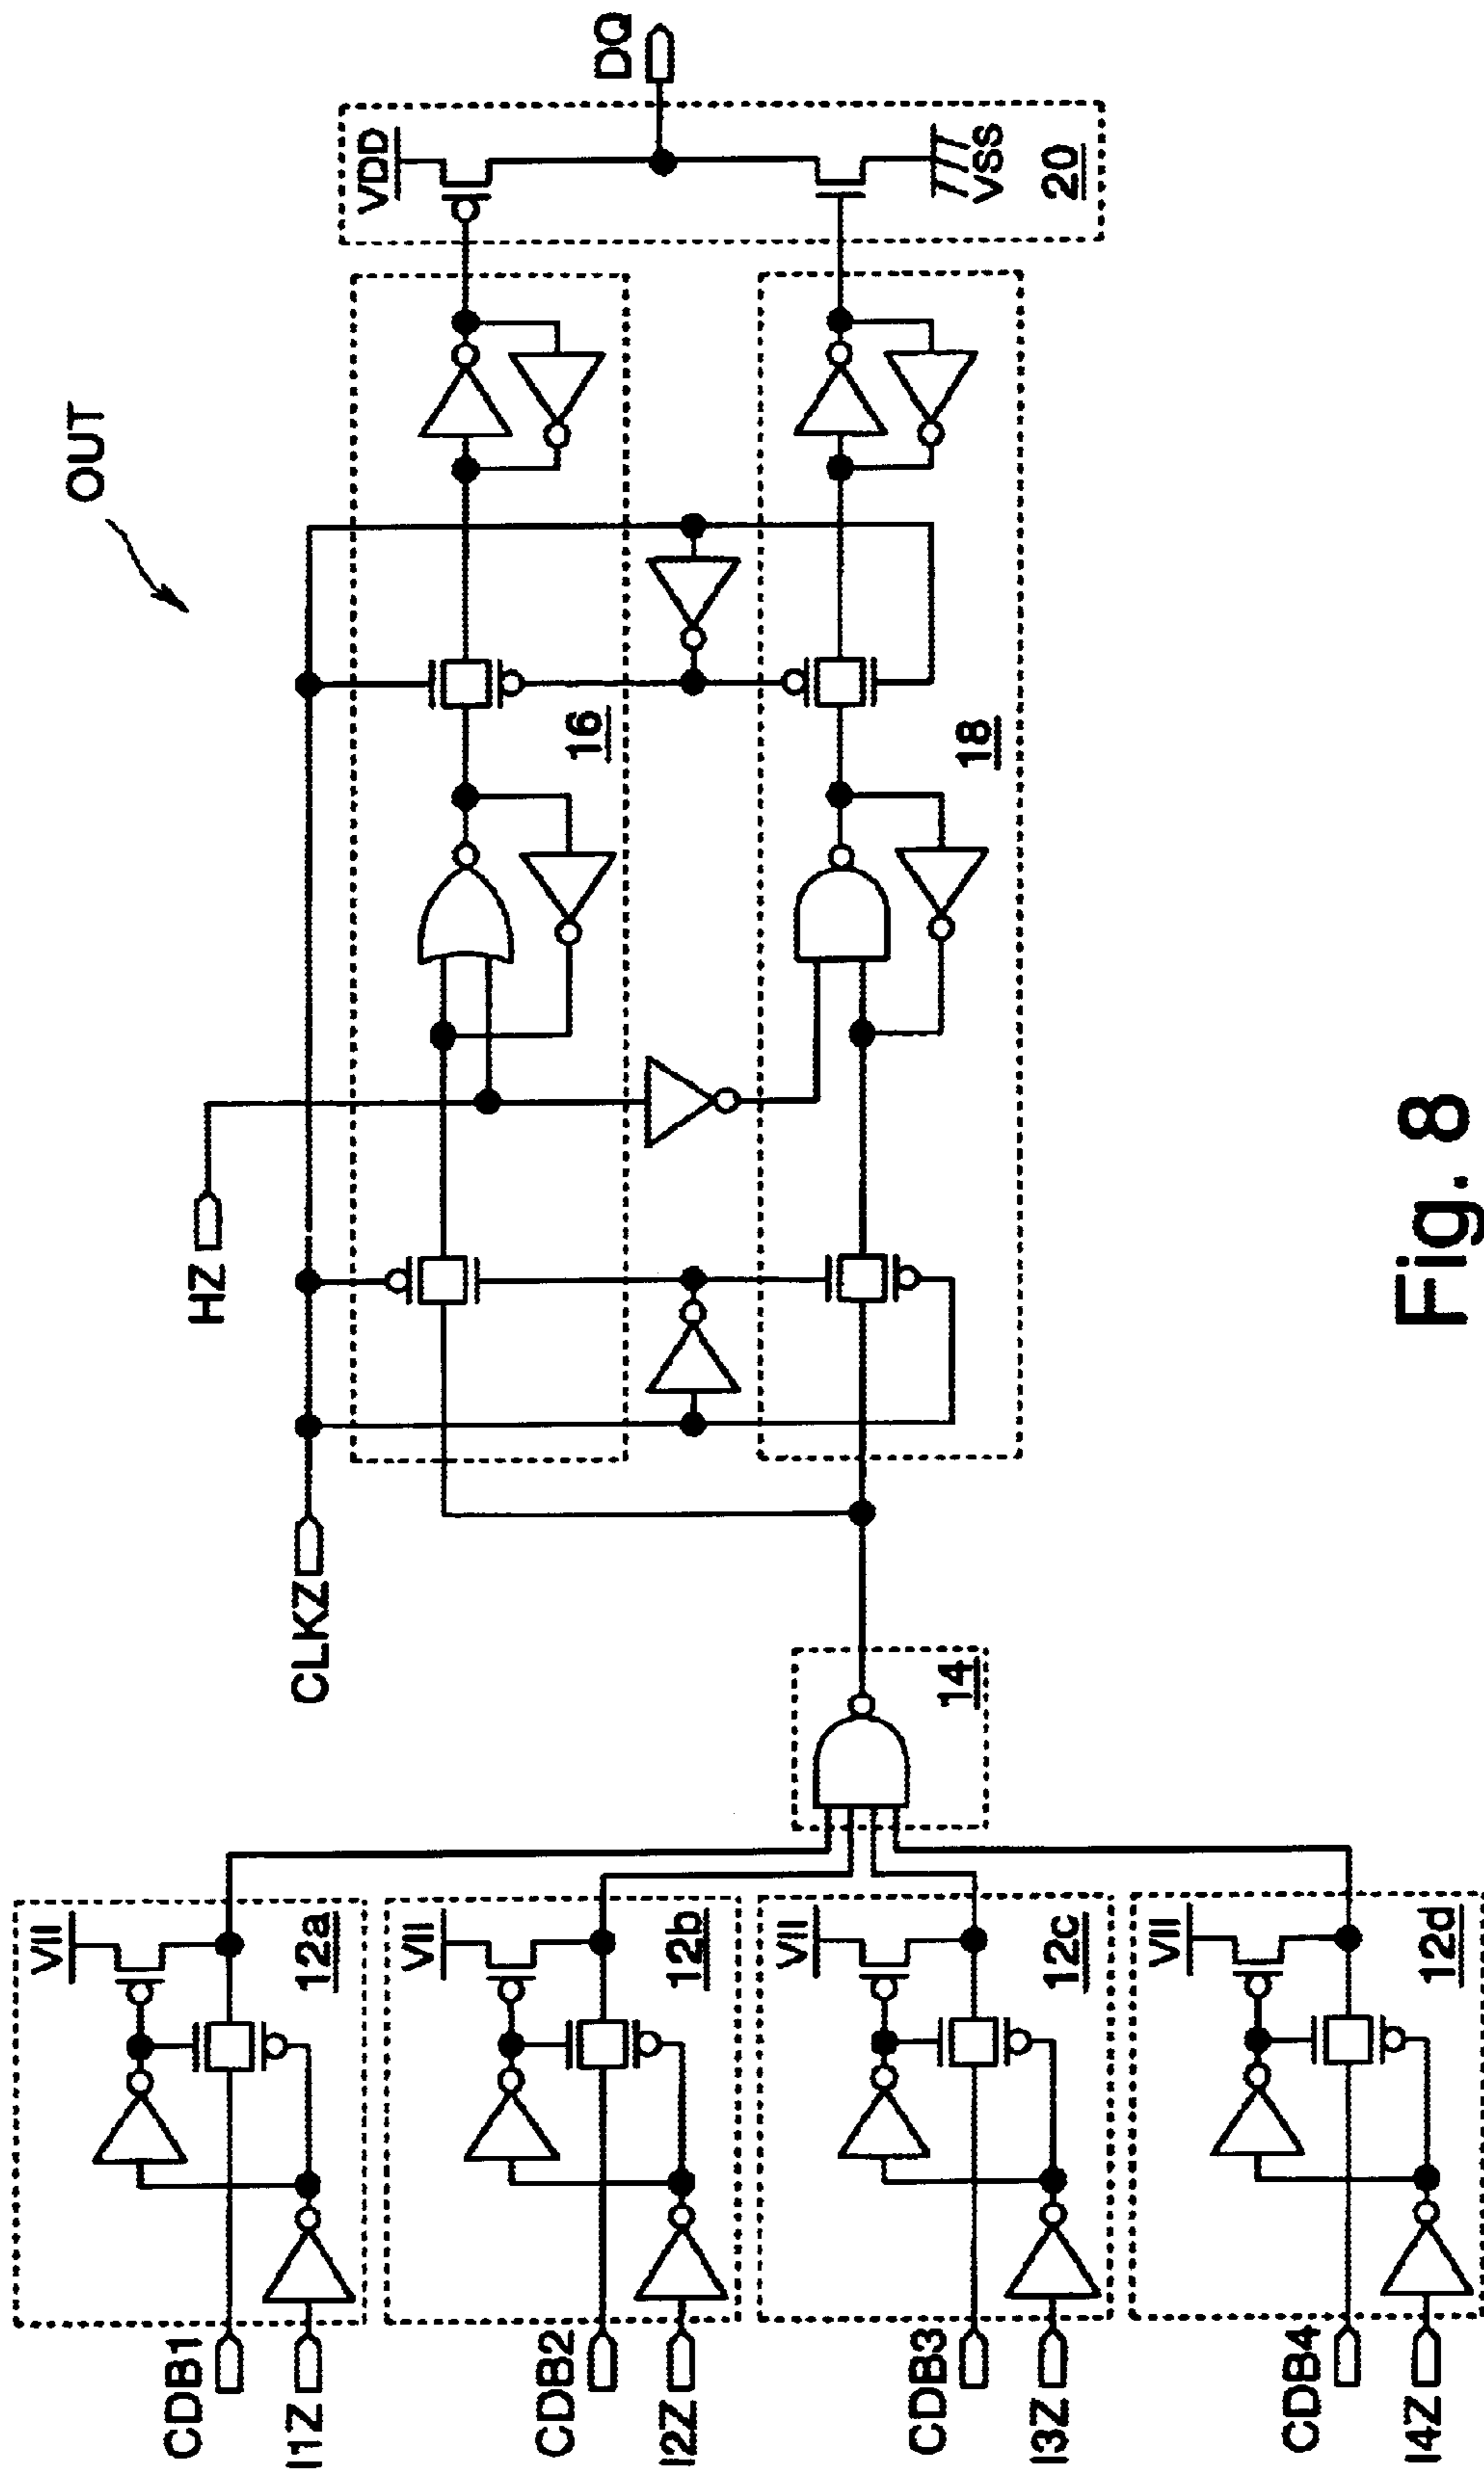 OUT
HZ
CLKZ
VDD
DQ
VSS
20
16
18
14
VII
12a
CDB1
I1Z
VII
12b
CDB2
I2Z
VII
12c
CDB3
I3Z
VII
12d
CDB4
I4Z
Fig. 8